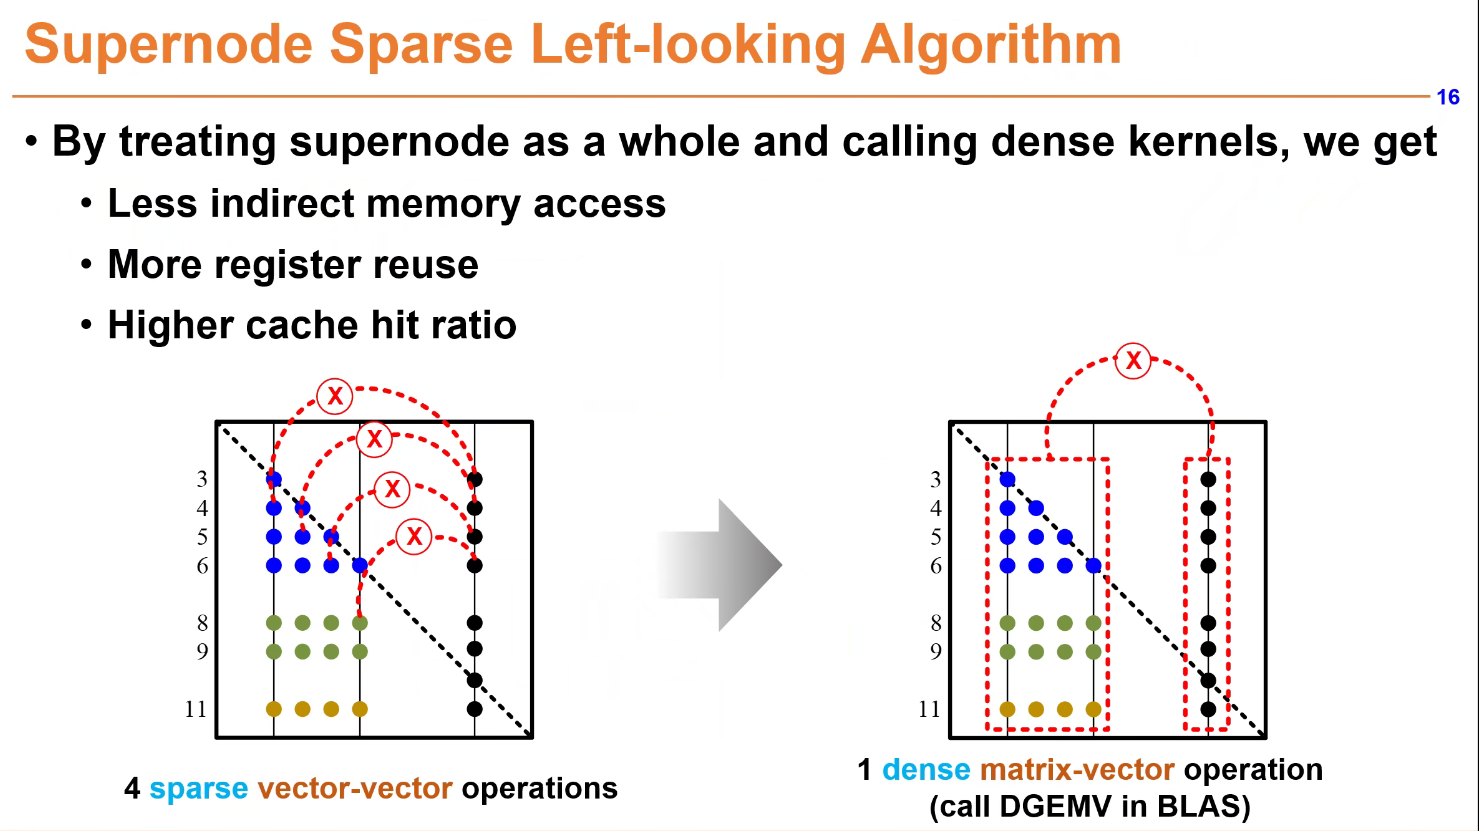 Supernode Sparse Left-looking Algorithm
16
• By treating supernode as a whole and calling dense kernels, we get
• Less indirect memory access
• More register reuse
• Higher cache hit ratio
X
X
X
X
3
4
5
6
8
9
11
4 sparse vector-vector operations
X
3
4
5
6
8
9
11
1 dense matrix-vector operation
(call DGEMV in BLAS)